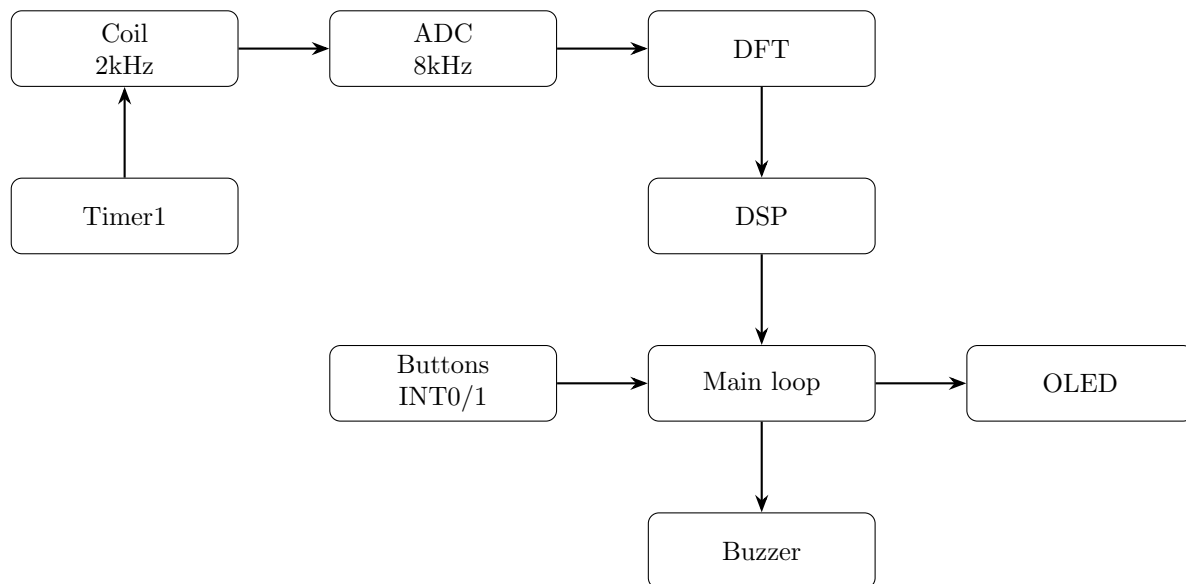 Coil
2kHz
ADC
8kHz
DFT
Timer1
DSP
Buttons
INT0/1
Main loop
OLED
Buzzer